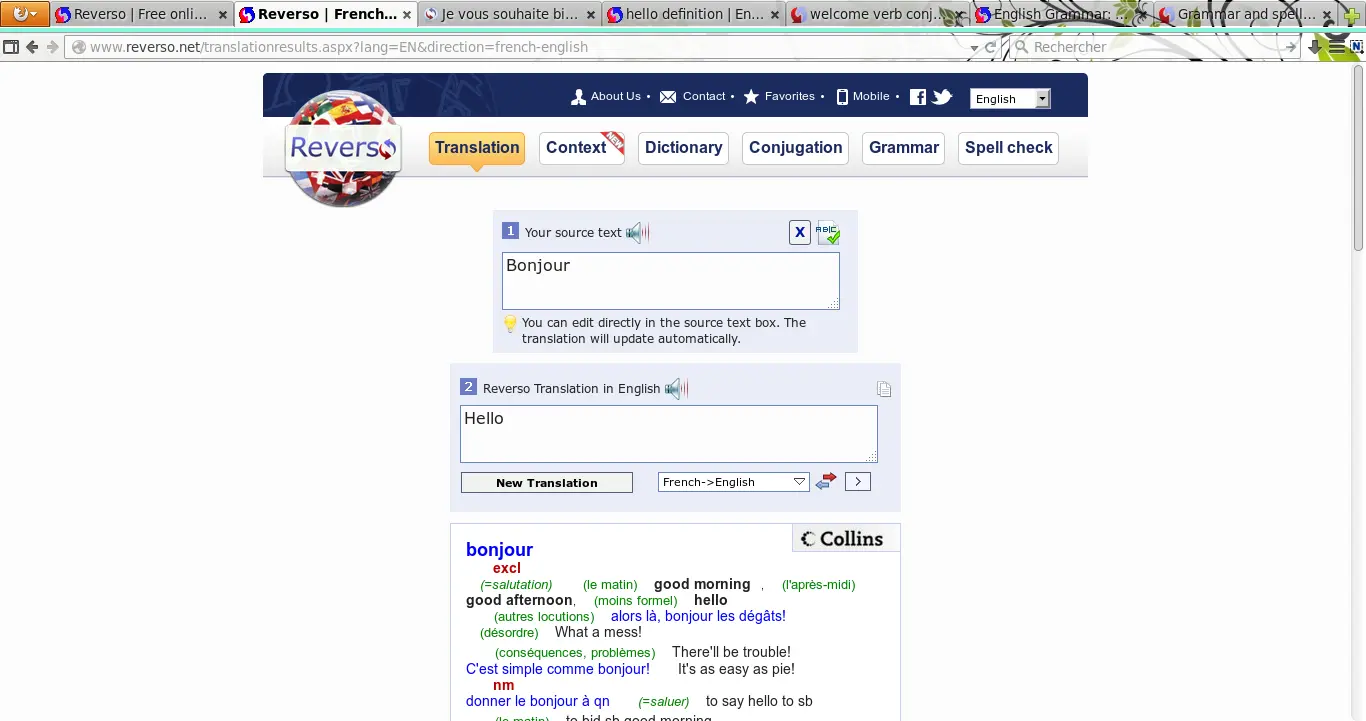 Reverso | Free onli... Reverso | French... Je vous souhaite bi... hello definition | En... welcome verb conj... English Grammar: ... Grammar and spell...
www.reverso.net/translationresults.aspx?lang=EN&direction=french-english Rechercher
About Us • Contact • Favorites • Mobile • English
Reverso Translation Context NEW Dictionary Conjugation Grammar Spell check
1 Your source text X ABC
Bonjour
You can edit directly in the source text box. The
translation will update automatically.
2 Reverso Translation in English
Hello
New Translation French->English >
Collins
bonjour
excl
(=salutation) (le matin) good morning , (l'après-midi)
good afternoon, (moins formel) hello
(autres locutions) alors là, bonjour les dégâts!
(désordre) What a mess!
(conséquences, problèmes) There'll be trouble!
C'est simple comme bonjour! It's as easy as pie!
nm
donner le bonjour à qn (=saluer) to say hello to sb
(le matin) to bid sb good morning